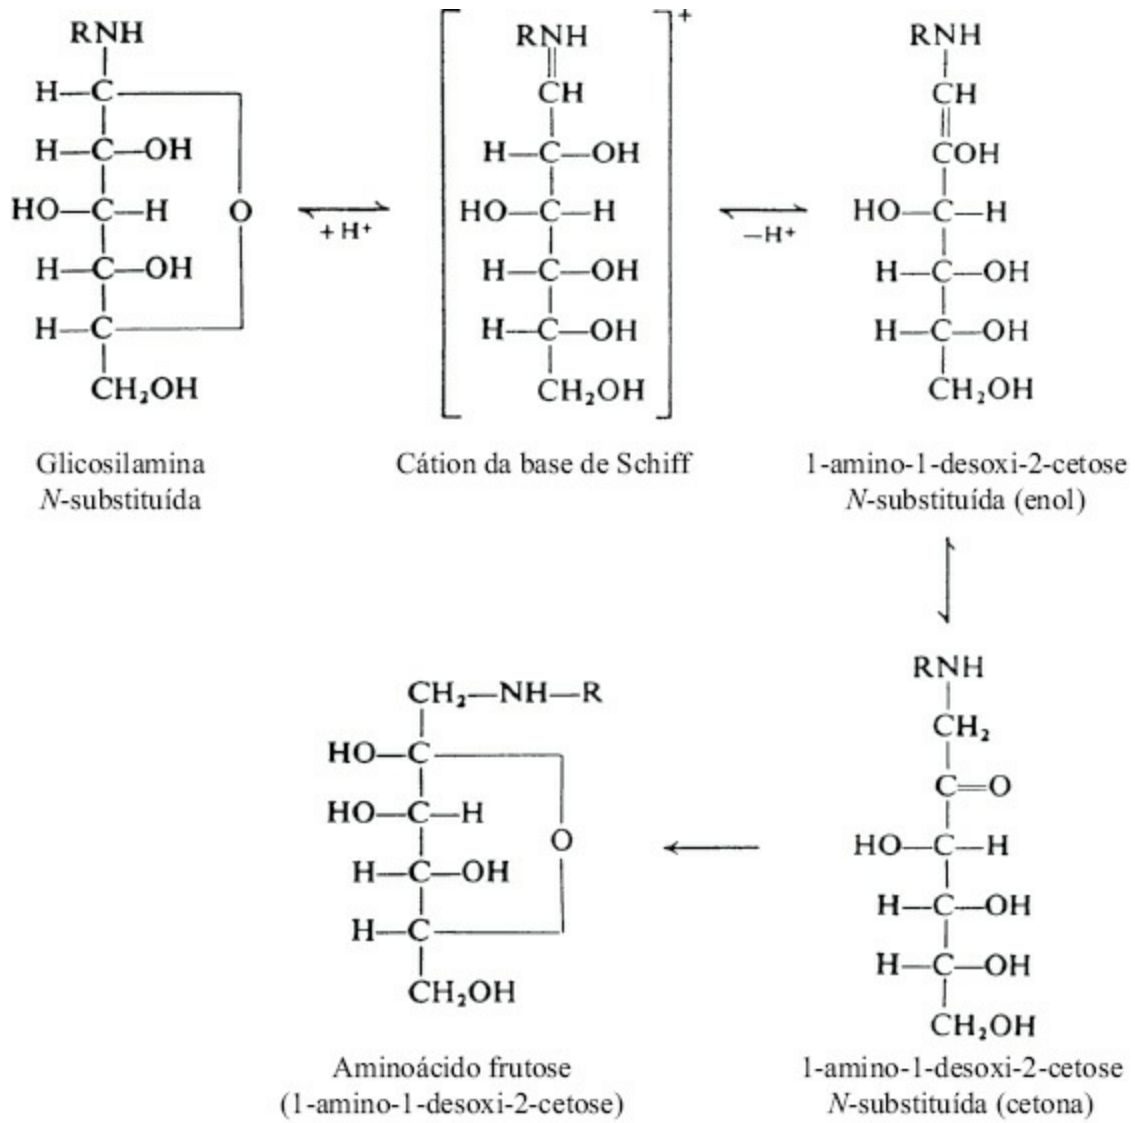 RNH
H—C
H—C—OH
HO—C—H
O
H—C—OH
H—C
CH₂OH
Glicosilamina
N-substituída
+ H⁺
+
RNH
CH
H—C—OH
HO—C—H
H—C—OH
H—C—OH
CH₂OH
Cátion da base de Schiff
—H⁺
RNH
CH
COH
HO—C—H
H—C—OH
H—C—OH
CH₂OH
1-amino-1-desoxi-2-cetose
N-substituída (enol)
RNH
CH₂
C=O
HO—C—H
H—C—OH
H—C—OH
CH₂OH
1-amino-1-desoxi-2-cetose
N-substituída (cetona)
CH₂—NH—R
HO—C
HO—C—H
O
H—C—OH
H—C
CH₂OH
Aminoácido frutose
(1-amino-1-desoxi-2-cetose)